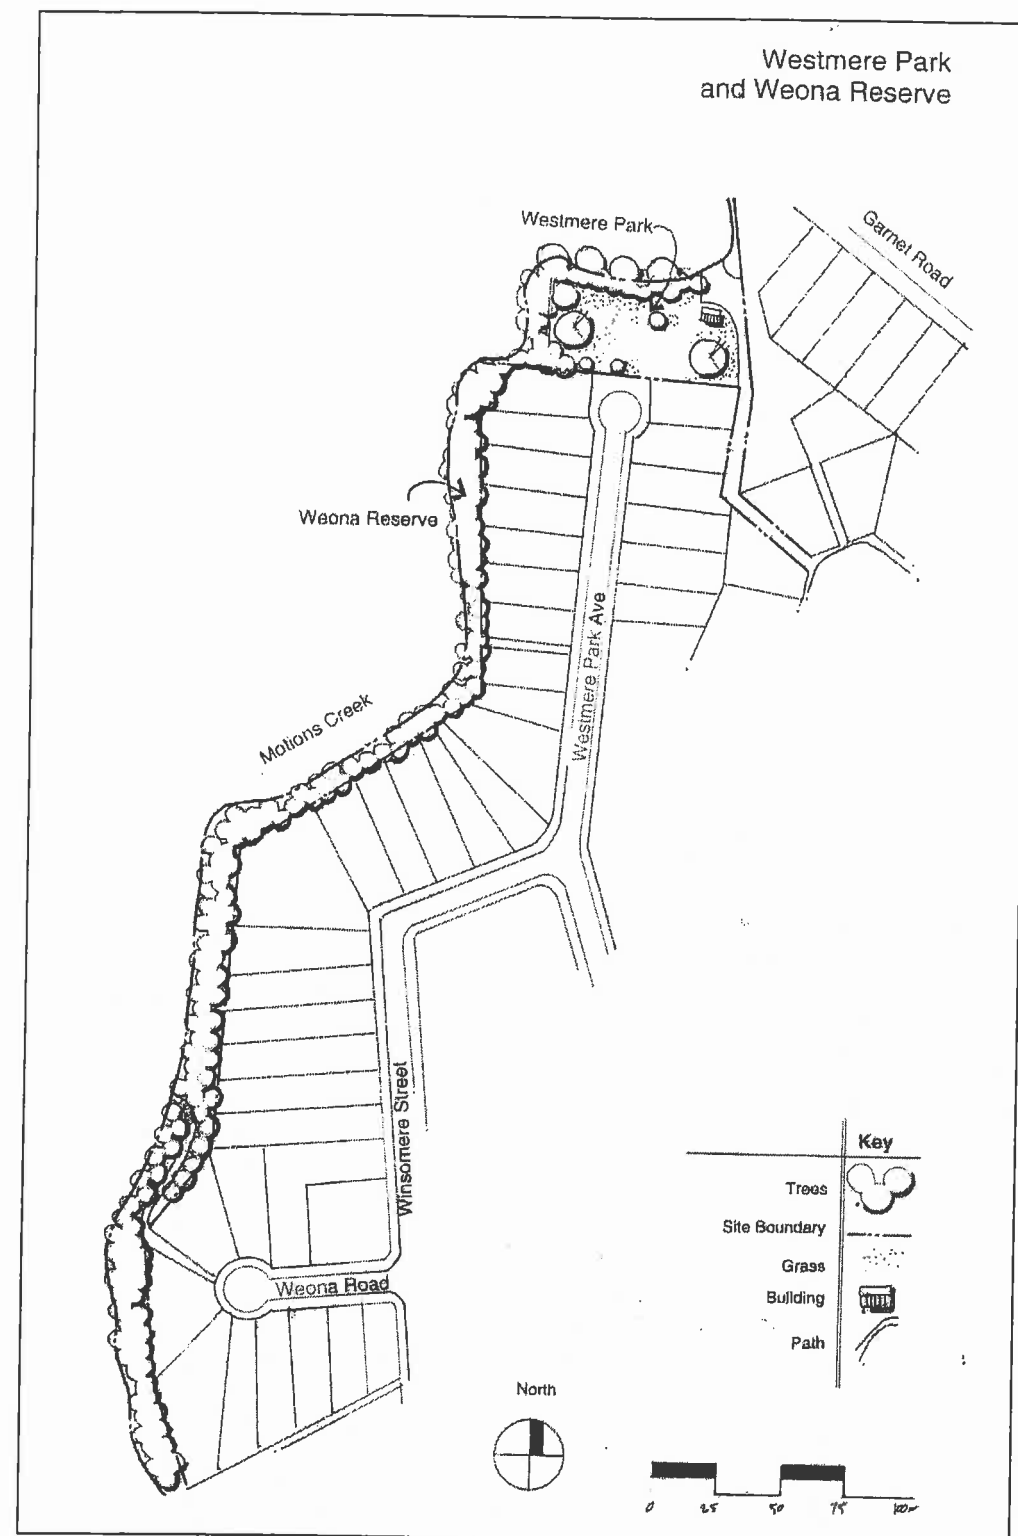 Westmere Park
and Weona Reserve
Westmere Park
Garnet Road
Weona Reserve
Westmere Park Ave
Motions Creek
Winsomere Street
Weona Road
Key
Trees
Site Boundary
Grass
Building
Path
North
0 25 50 75 100m